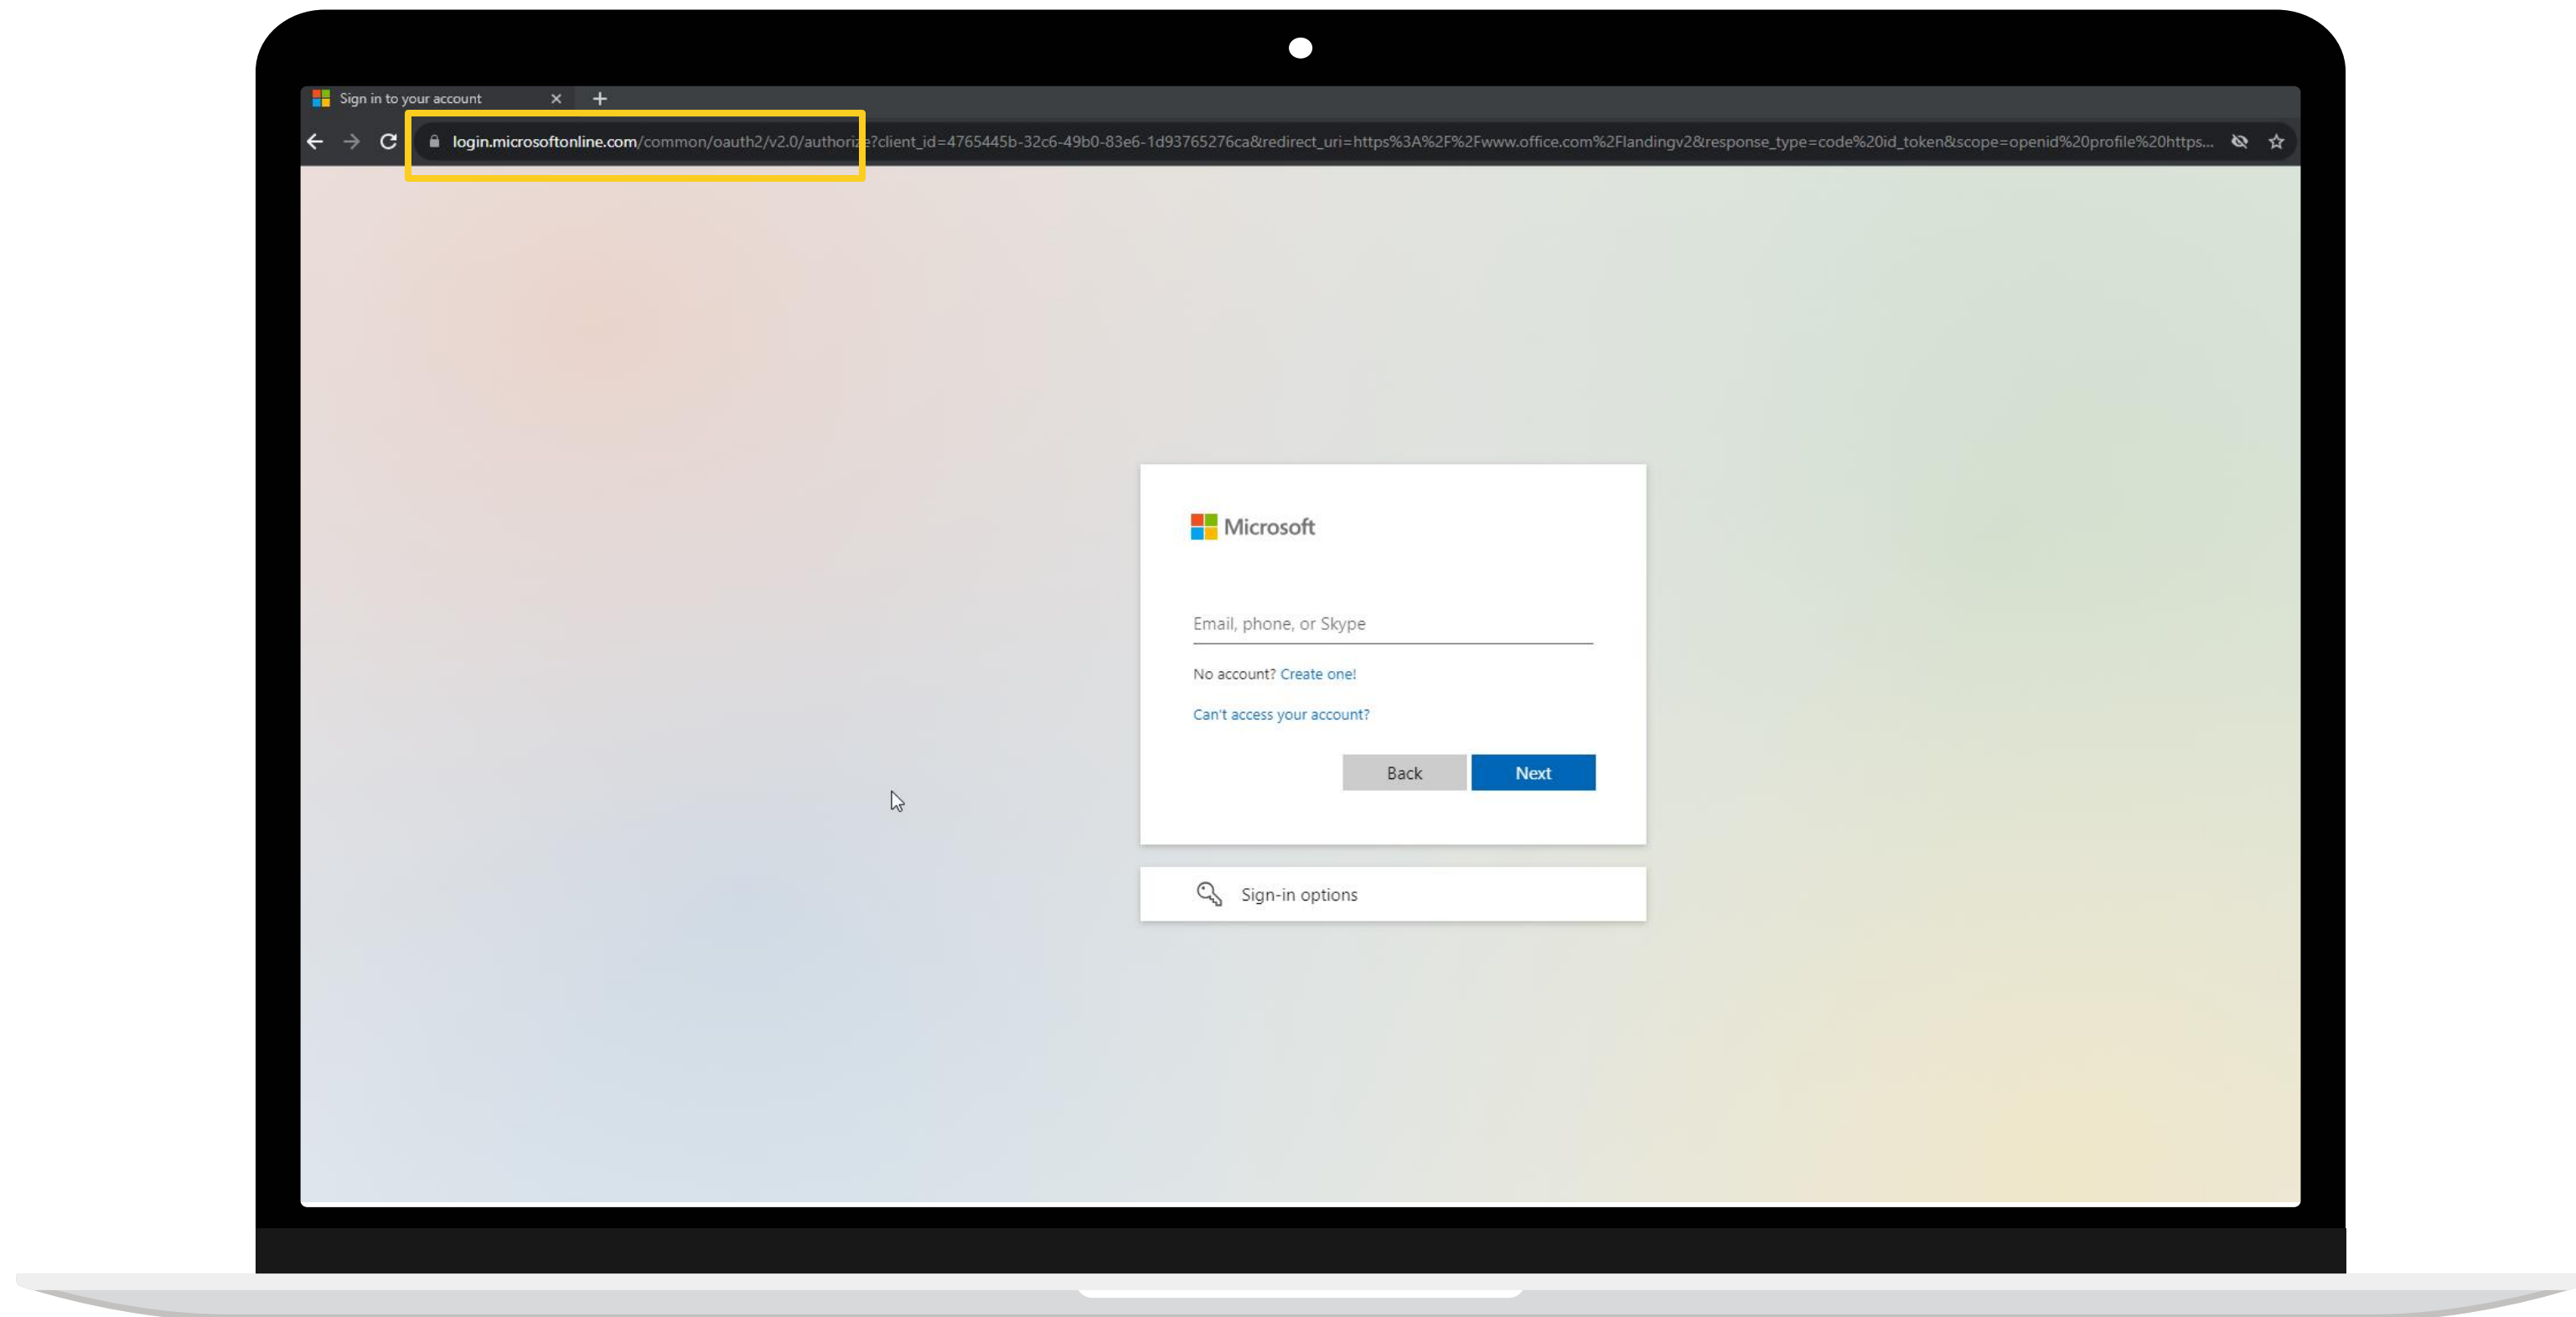 Sign in to your account
login.microsoftonline.com/common/oauth2/v2.0/authorize?client_id=4765445b-32c6-49b0-83e6-1d93765276ca&redirect_uri=https%3A%2F%2Fwww.office.com%2Flandingv2&response_type=code%20id_token&scope=openid%20profile%20https...
Microsoft
Email, phone, or Skype
No account? Create one!
Can't access your account?
Back Next
Sign-in options